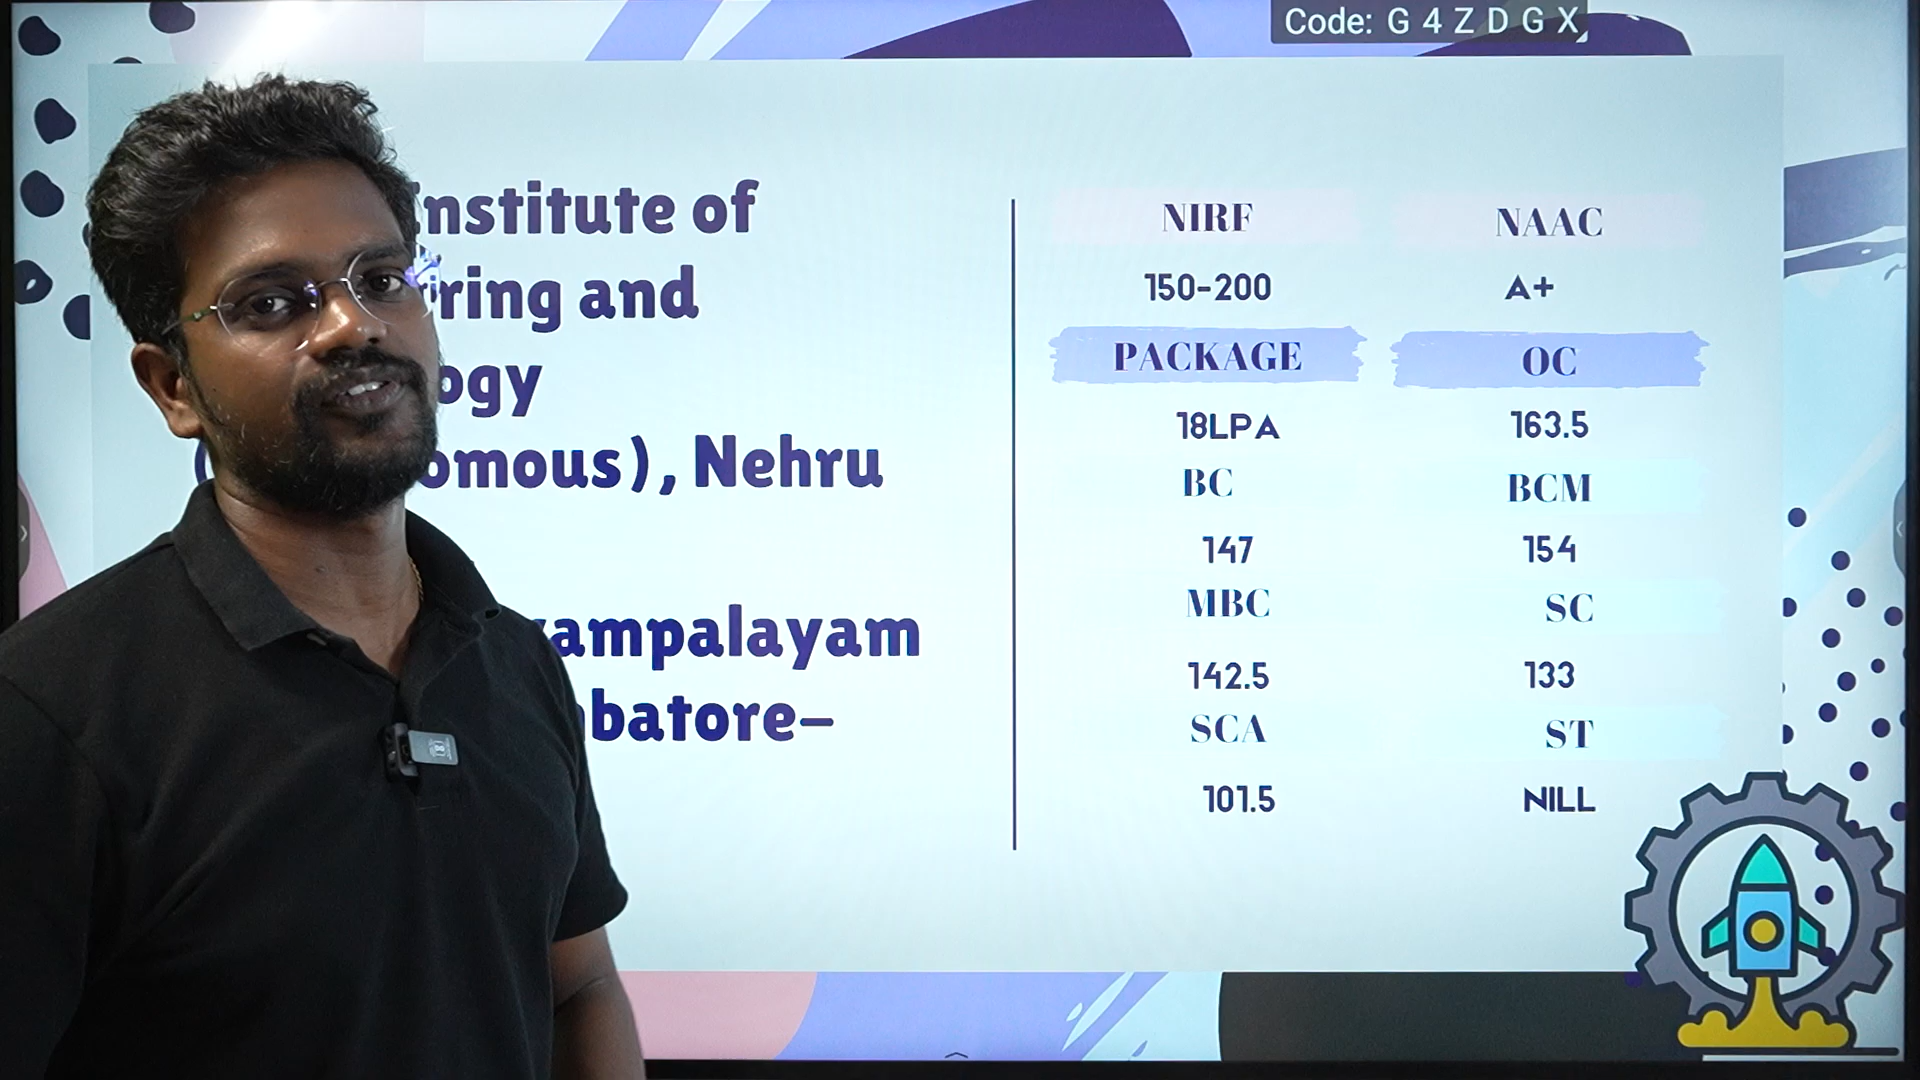 Code: G 4 Z D G X
Institute of
ring and
ogy
omous), Nehru
ampalayam
batore-
NIRF NAAC
150-200 A+
PACKAGE OC
18LPA 163.5
BC BCM
147 154
MBC SC
142.5 133
SCA ST
101.5 NILL